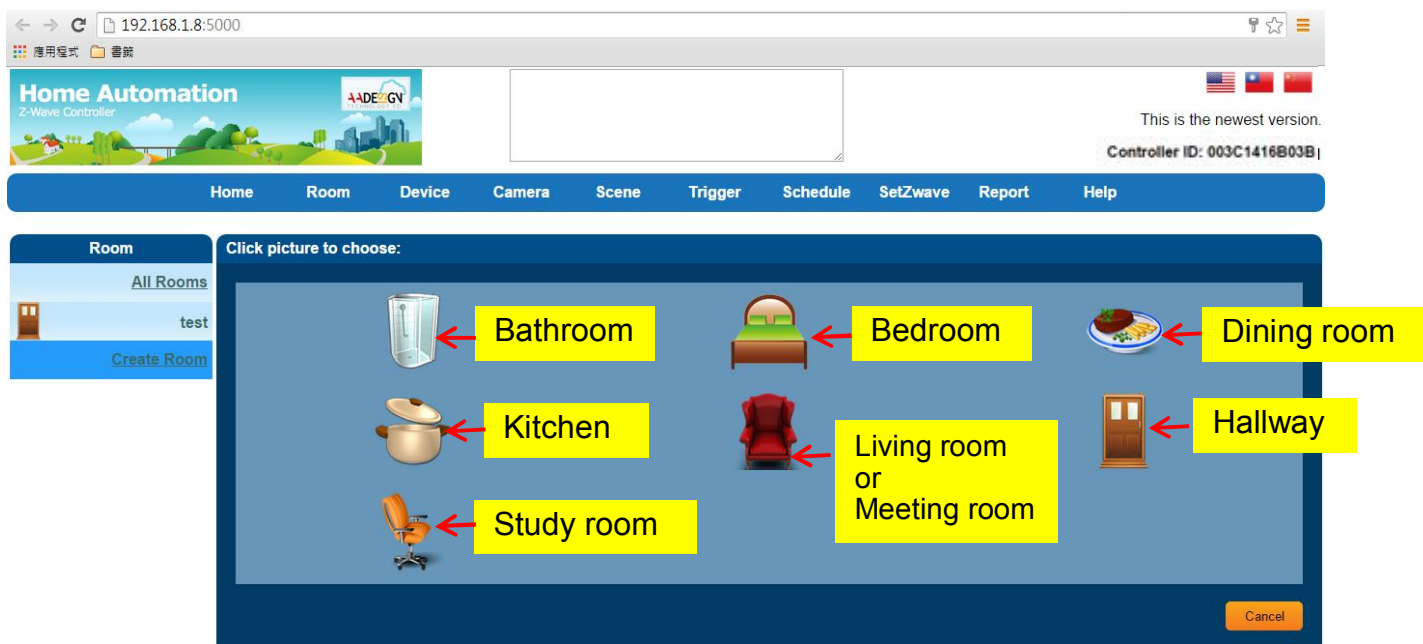 192.168.1.8:5000
應用程式 書籤
Home Automation
Z-Wave Controller
TECHNOLOGY CO.
This is the newest version.
Controller ID: 003C1416B03B
Home Room Device Camera Scene Trigger Schedule SetZwave Report Help
Room
Click picture to choose:
All Rooms
test
Create Room
Bathroom
Bedroom
Dining room
Kitchen
Living room
or
Meeting room
Hallway
Study room
Cancel